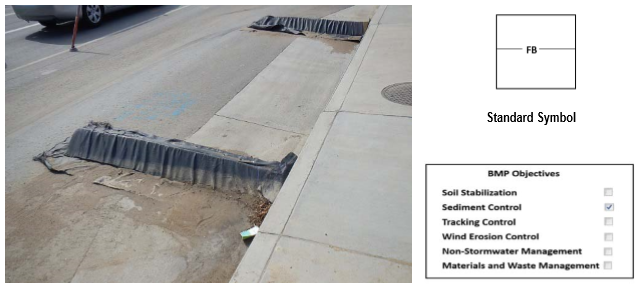 FB
Standard Symbol
BMP Objectives
Soil Stabilization
Sediment Control
Tracking Control
Wind Erosion Control
Non-Stormwater Management
Materials and Waste Management